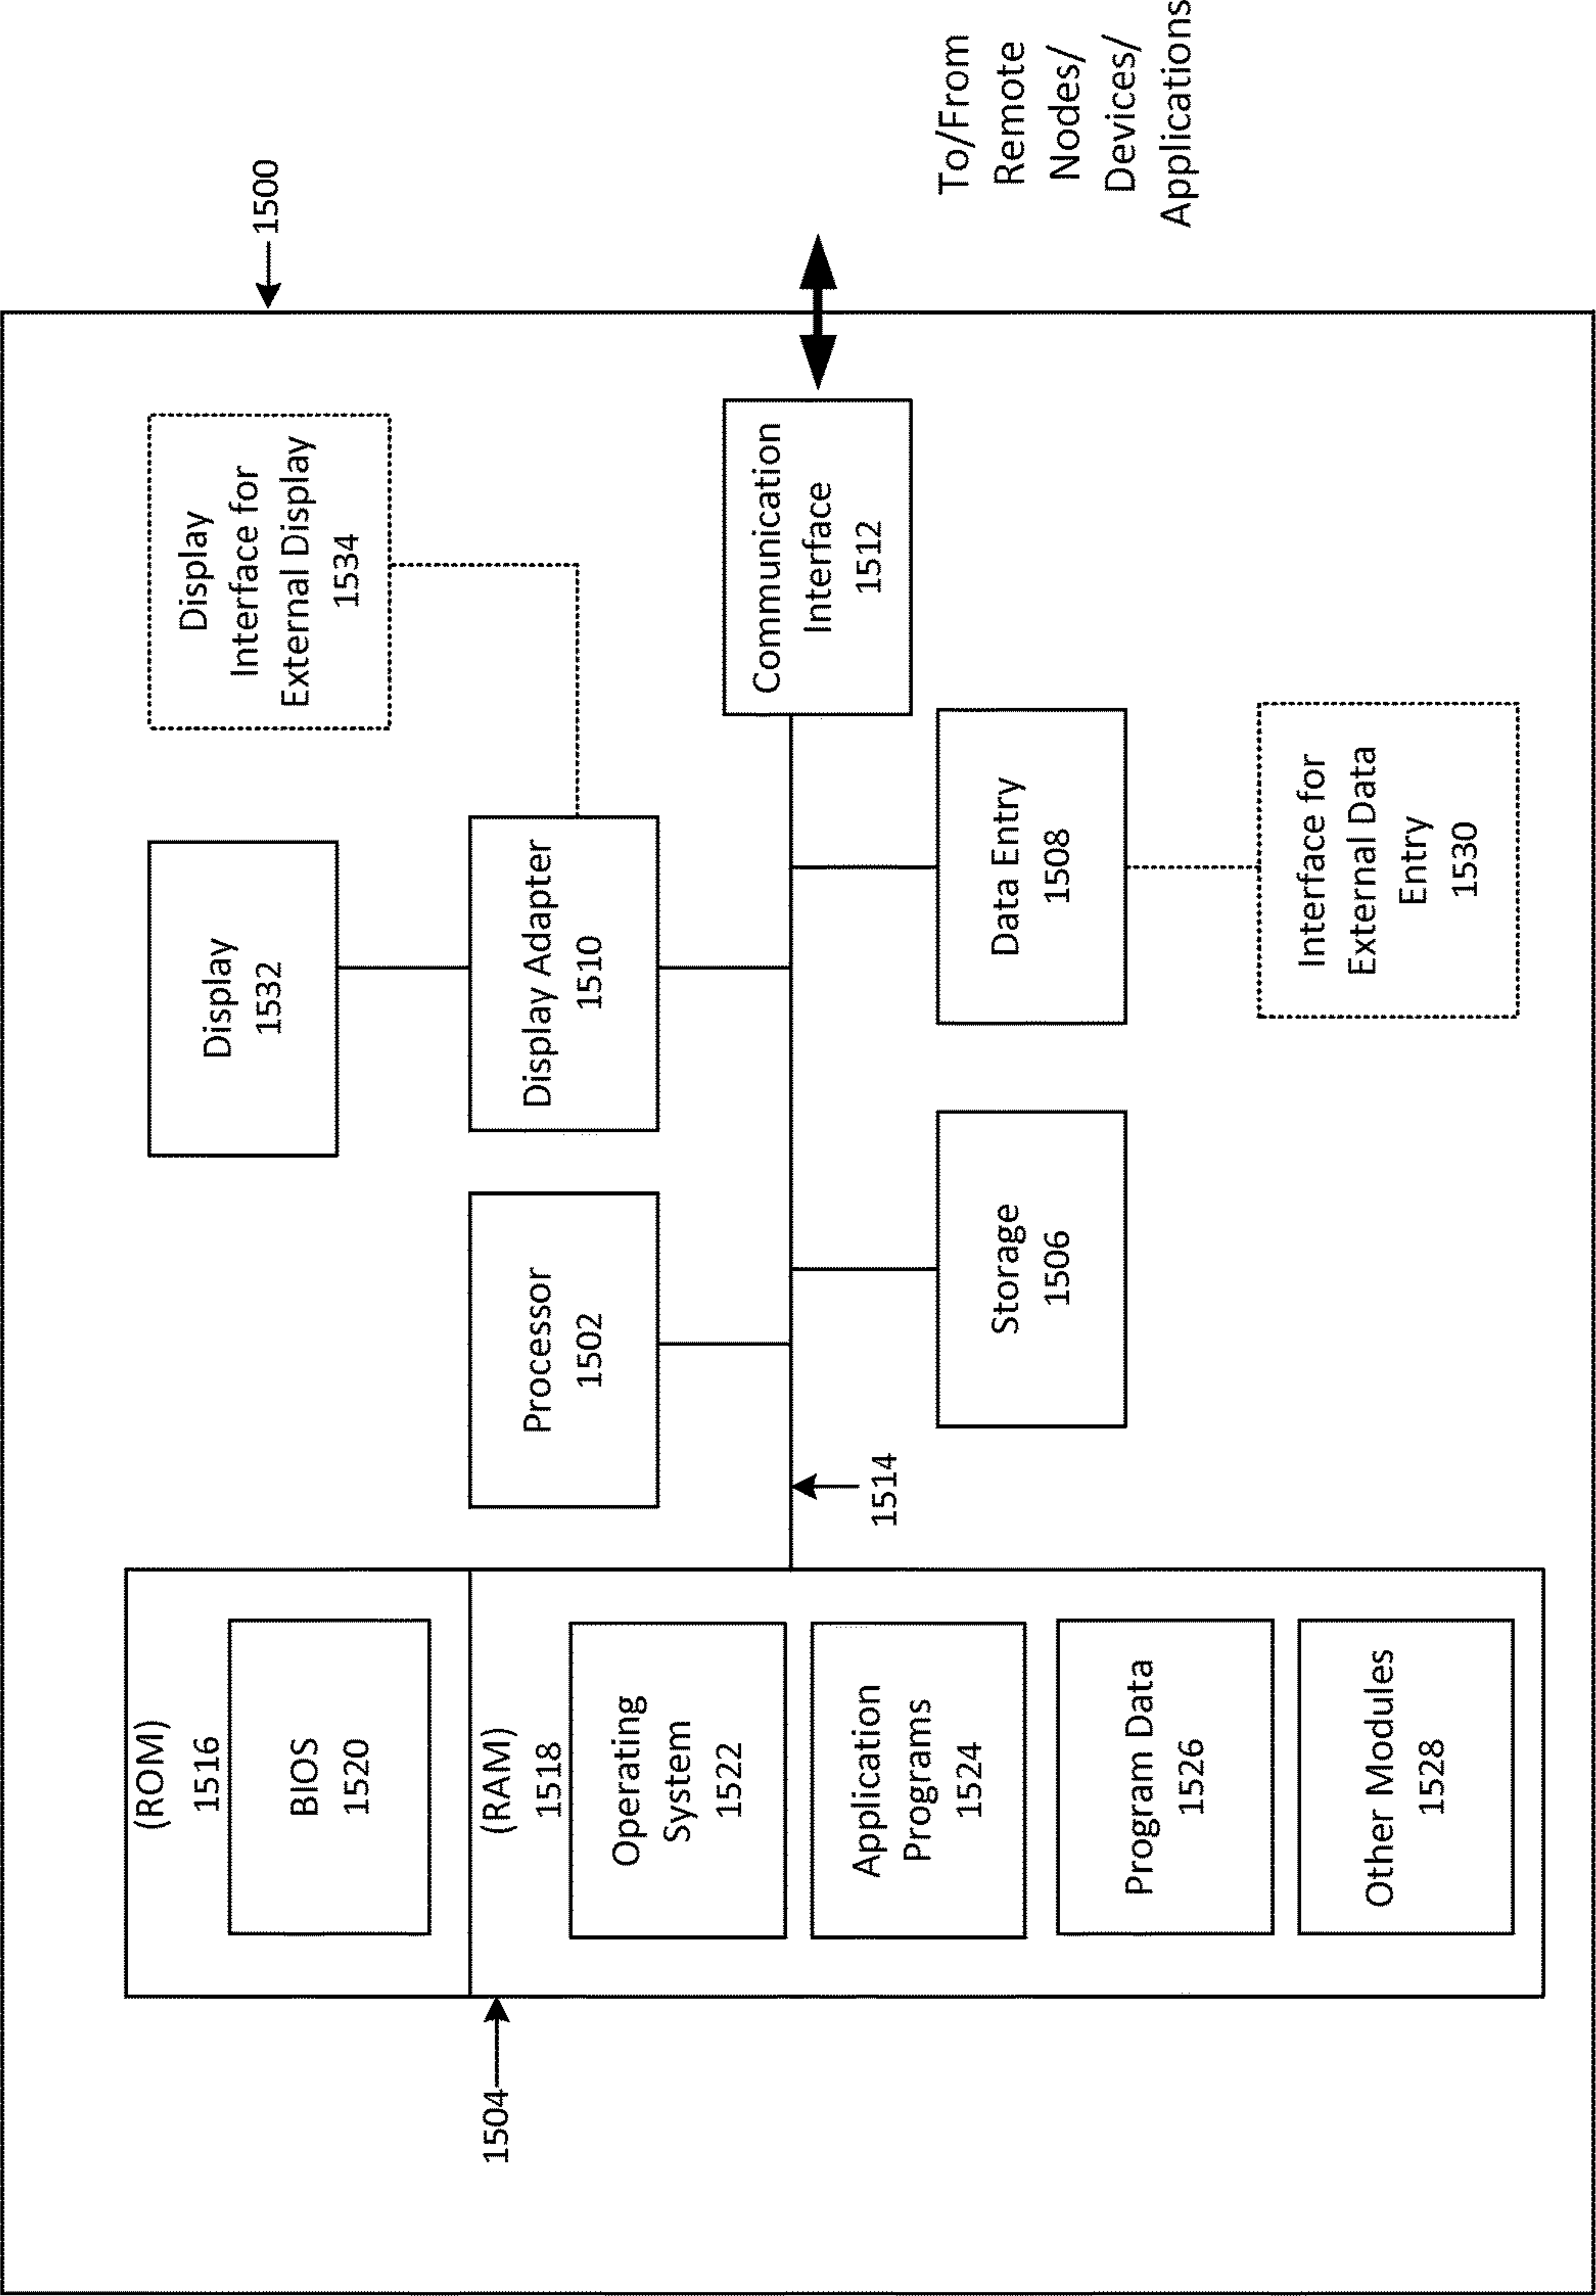 1500
(ROM)
1516
BIOS
1520
1504
(RAM)
1518
Operating
System
1522
Application
Programs
1524
Program Data
1526
Other Modules
1528
Display
1532
Display
Interface for
External Display
1534
Processor
1502
Display Adapter
1510
1514
Communication
Interface
1512
To/From
Remote
Nodes/
Devices/
Applications
Storage
1506
Data Entry
1508
Interface for
External Data
Entry
1530